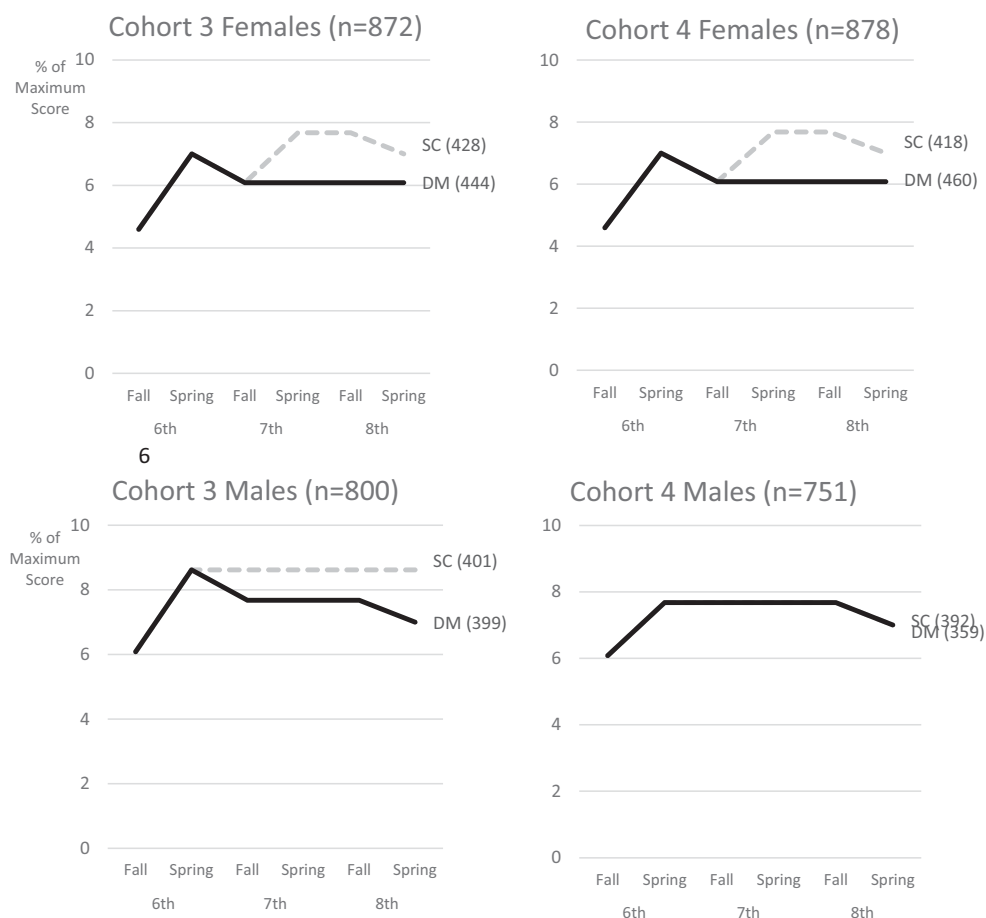 Cohort 3 Females (n=872)
% of
Maximum
Score
10
8
6
4
2
0
SC (428)
DM (444)
Fall Spring Fall Spring Fall Spring
6th 7th 8th
Cohort 4 Females (n=878)
10
8
6
4
2
0
SC (418)
DM (460)
Fall Spring Fall Spring Fall Spring
6th 7th 8th
6
Cohort 3 Males (n=800)
% of
Maximum
Score
10
8
6
4
2
0
SC (401)
DM (399)
Fall Spring Fall Spring Fall Spring
6th 7th 8th
Cohort 4 Males (n=751)
10
8
6
4
2
0
SC (392)
DM (359)
Fall Spring Fall Spring Fall Spring
6th 7th 8th